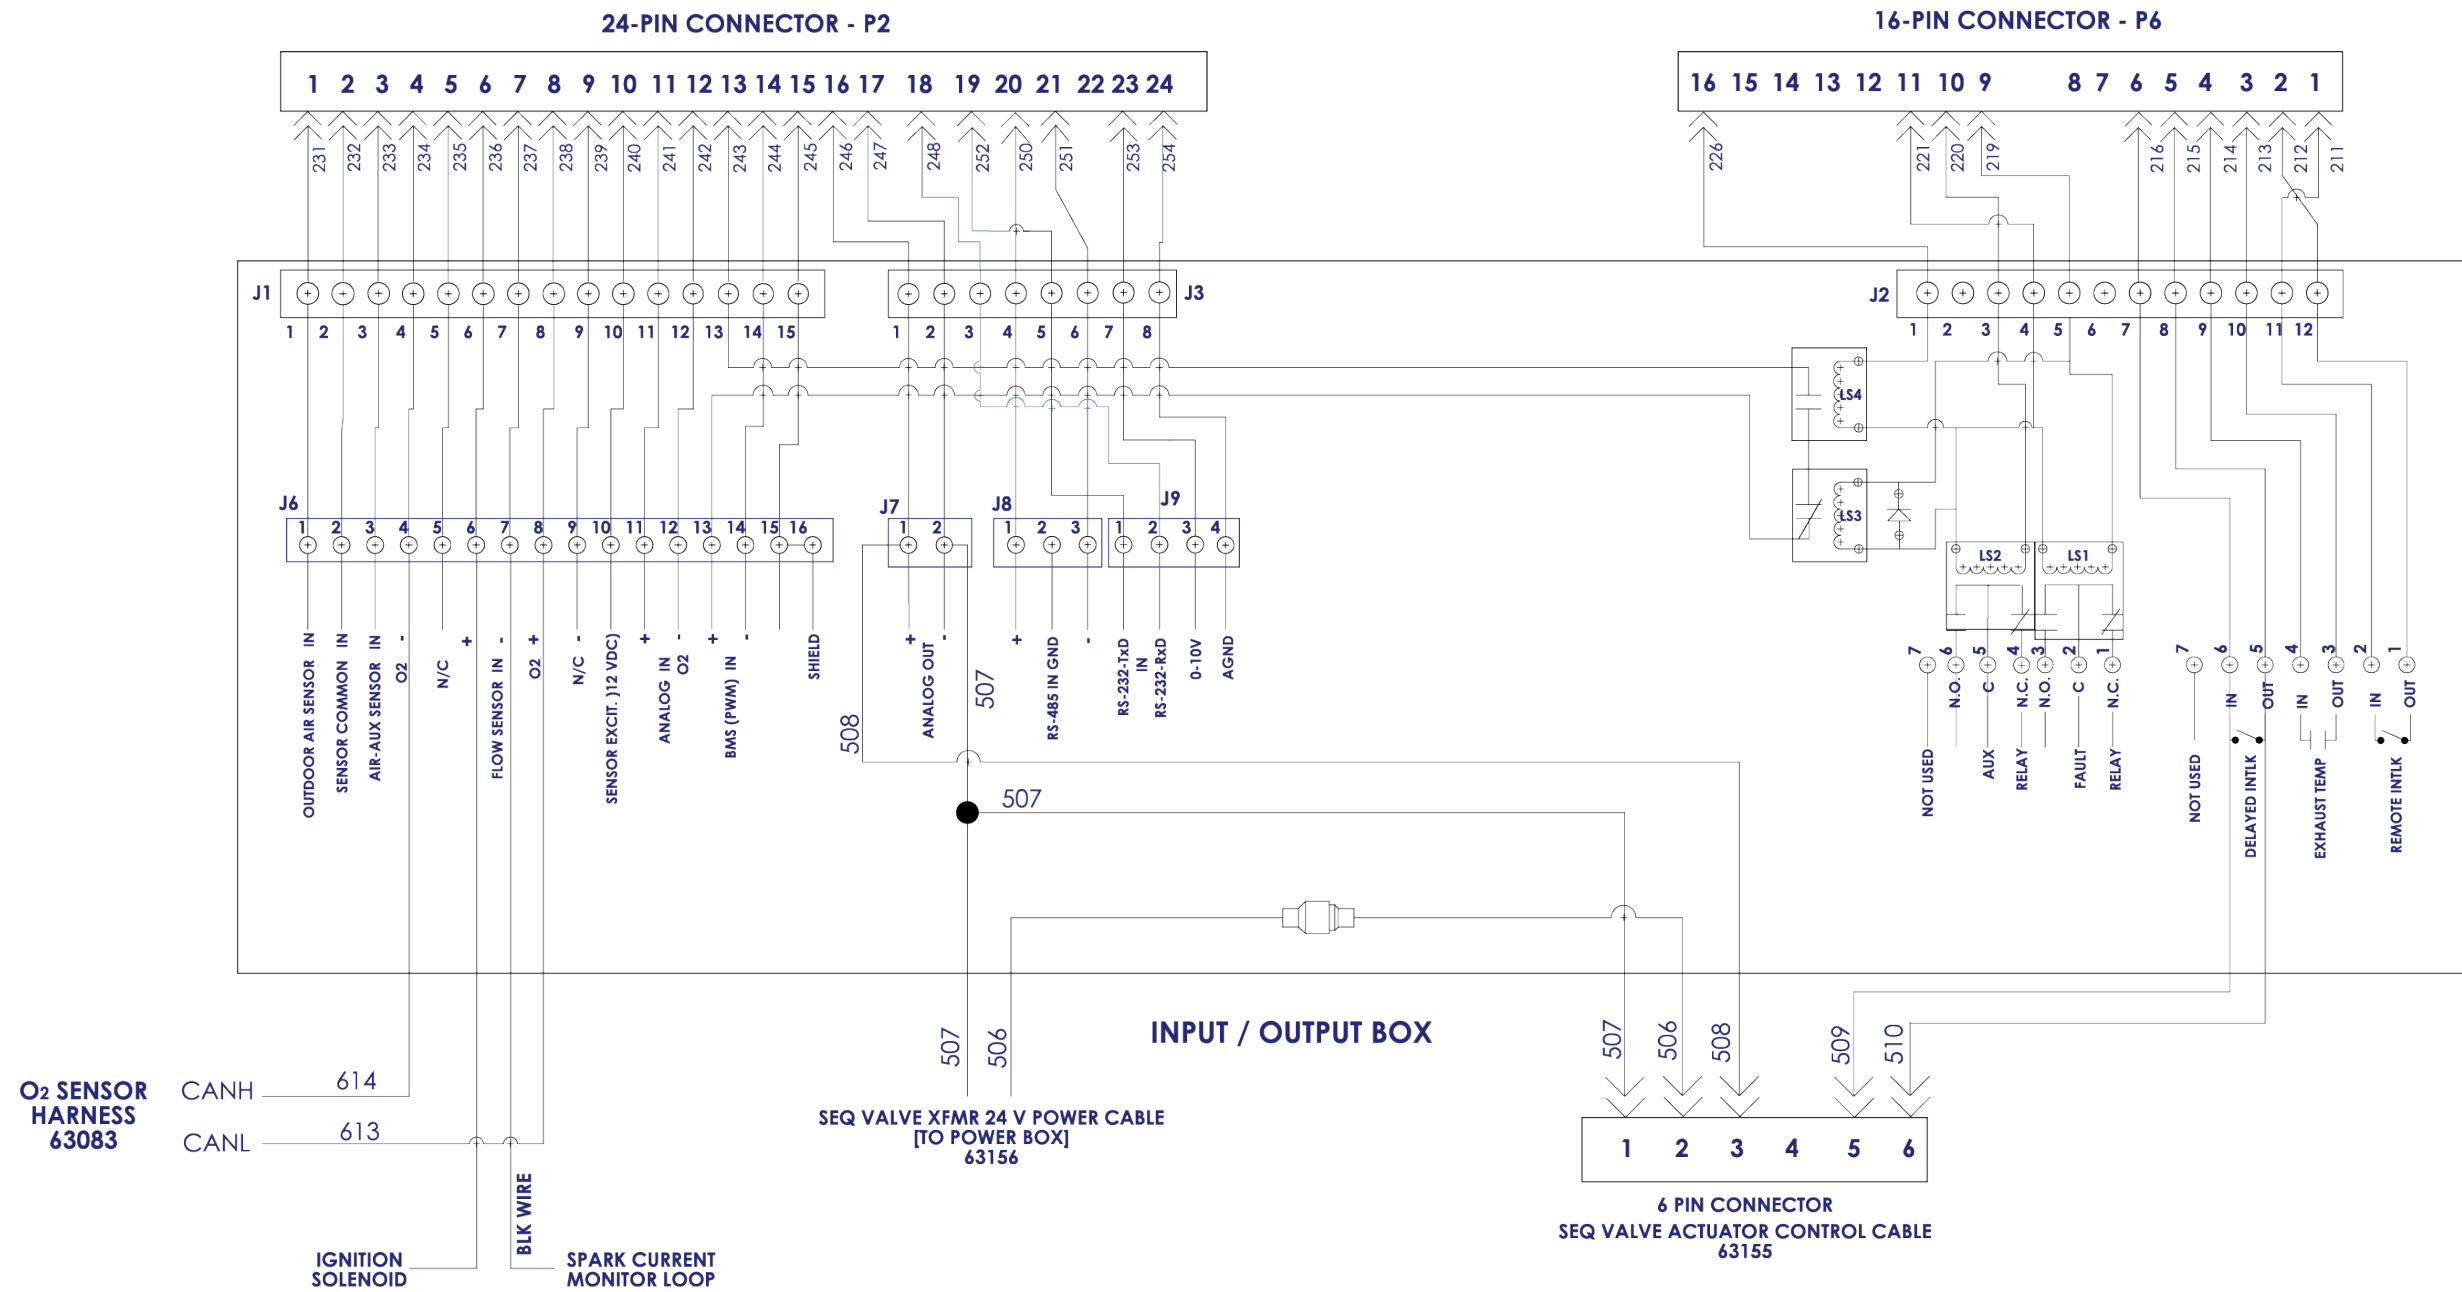 24-PIN CONNECTOR - P2
16-PIN CONNECTOR - P6
1 2 3 4 5 6 7 8 9 10 11 12 13 14 15 16 17 18 19 20 21 22 23 24
16 15 14 13 12 11 10 9 8 7 6 5 4 3 2 1
231 232 233 234 235 236 237 238 239 240 241 242 243 244 245 246 247 248 252 250 251 253 254
226 221 220 219 216 215 214 213 212 211
J1
J3
J2
1 2 3 4 5 6 7 8 9 10 11 12 13 14 15
1 2 3 4 5 6 7 8
1 2 3 4 5 6 7 8 9 10 11 12
LS4
LS3
J6
J7
J8
J9
1 2 3 4 5 6 7 8 9 10 11 12 13 14 15 16
1 2
1 2 3
1 2 3 4
LS2
LS1
OUTDOOR AIR SENSOR IN
SENSOR COMMON IN
AIR-AUX SENSOR IN
O2 -
N/C
+
FLOW SENSOR IN -
O2 +
N/C -
SENSOR EXCIT. )12 VDC)
+
ANALOG IN
O2 -
+
BMS (PWM) IN -
SHIELD
+
ANALOG OUT -
507
508
+
RS-485 IN GND
-
RS-232-TxD
IN
RS-232-RxD
0-10V
AGND
7 6 5 4 3 2 1
N.O. C N.C. N.O. C N.C.
NOT USED
AUX
RELAY
FAULT
RELAY
7 6 5 4 3 2 1
IN OUT IN OUT IN OUT
NOT USED
DELAYED INTLK
EXHAUST TEMP
REMOTE INTLK
507
507
506
INPUT / OUTPUT BOX
507 506 508 509 510
O2 SENSOR
HARNESS
63083
CANH
614
CANL
613
SEQ VALVE XFMR 24 V POWER CABLE
[TO POWER BOX]
63156
1 2 3 4 5 6
6 PIN CONNECTOR
SEQ VALVE ACTUATOR CONTROL CABLE
63155
BLK WIRE
IGNITION
SOLENOID
SPARK CURRENT
MONITOR LOOP